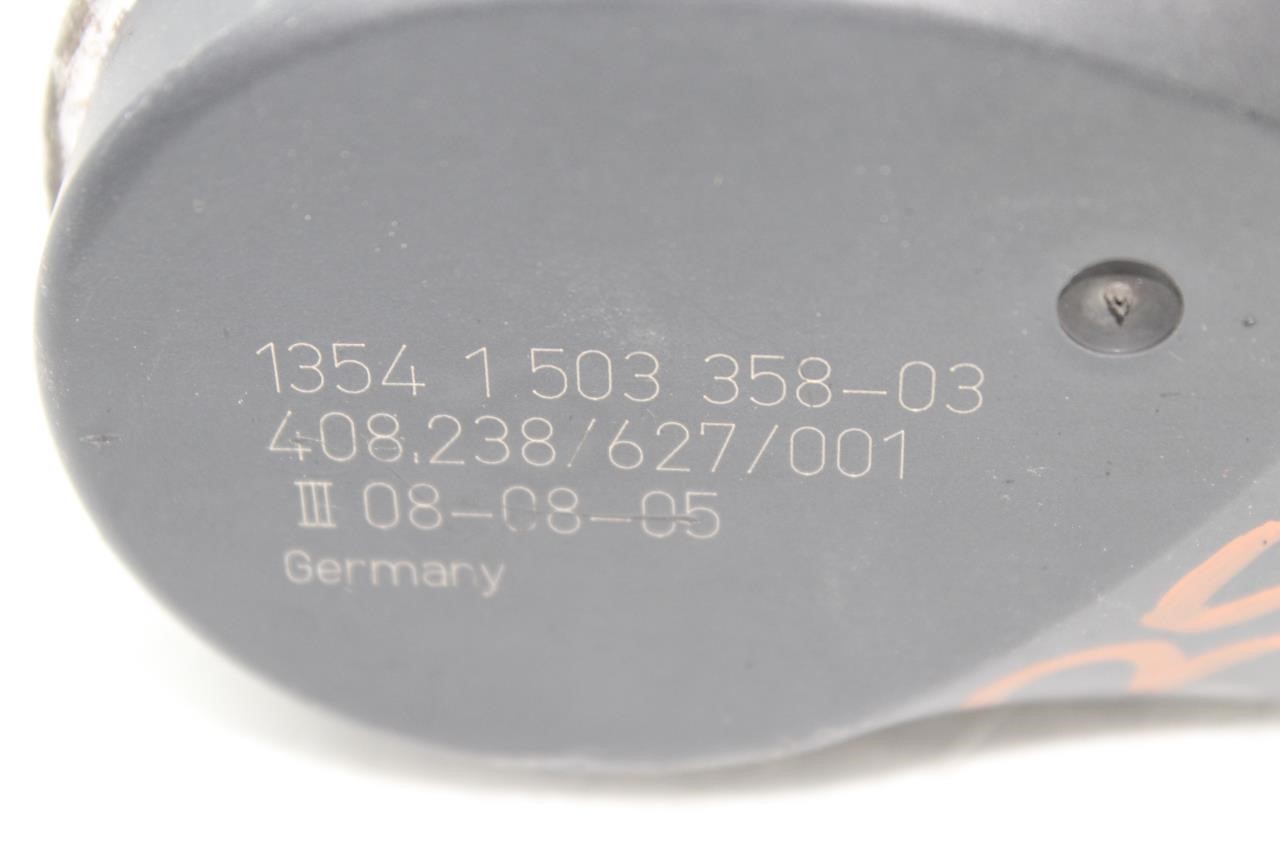 1354 1 503 358-03
408.238/627/001
III 08-08-05
Germany